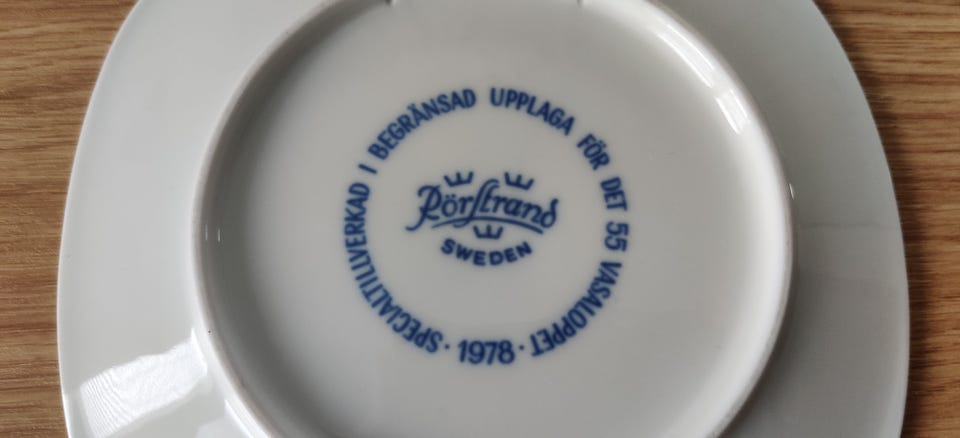 SPECIALTILLVERKAD I BEGRÄNSAD UPPLAGA FÖR DET 55 VASALOPPET · 1978 ·
Rörstrand
SWEDEN